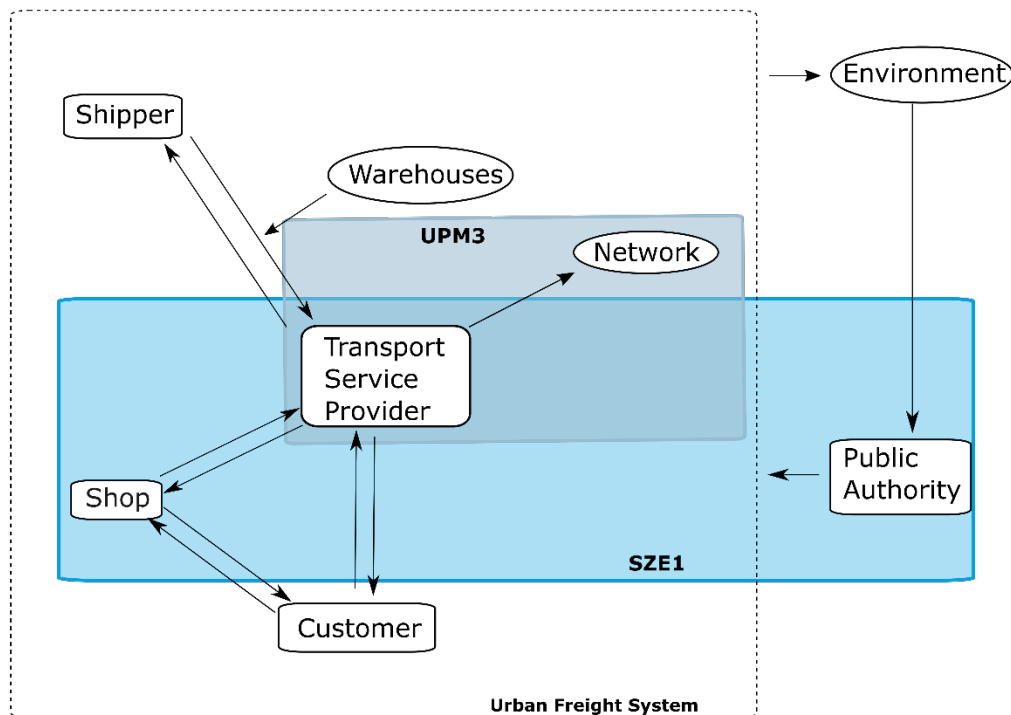 Environment
Shipper
Warehouses
UPM3
Network
Transport
Service
Provider
Public
Authority
Shop
SZE1
Customer
Urban Freight System